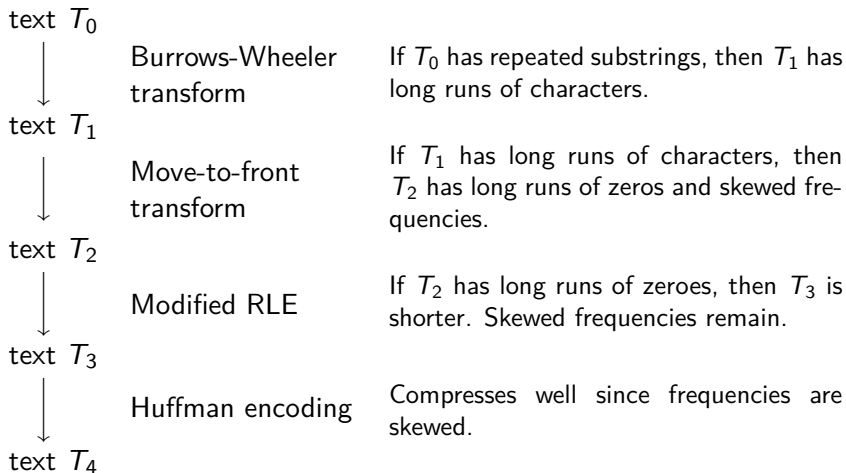 text T₀
Burrows-Wheeler
transform
If T₀ has repeated substrings, then T₁ has
long runs of characters.
text T₁
Move-to-front
transform
If T₁ has long runs of characters, then
T₂ has long runs of zeros and skewed fre-
quencies.
text T₂
Modified RLE
If T₂ has long runs of zeroes, then T₃ is
shorter. Skewed frequencies remain.
text T₃
Huffman encoding
Compresses well since frequencies are
skewed.
text T₄